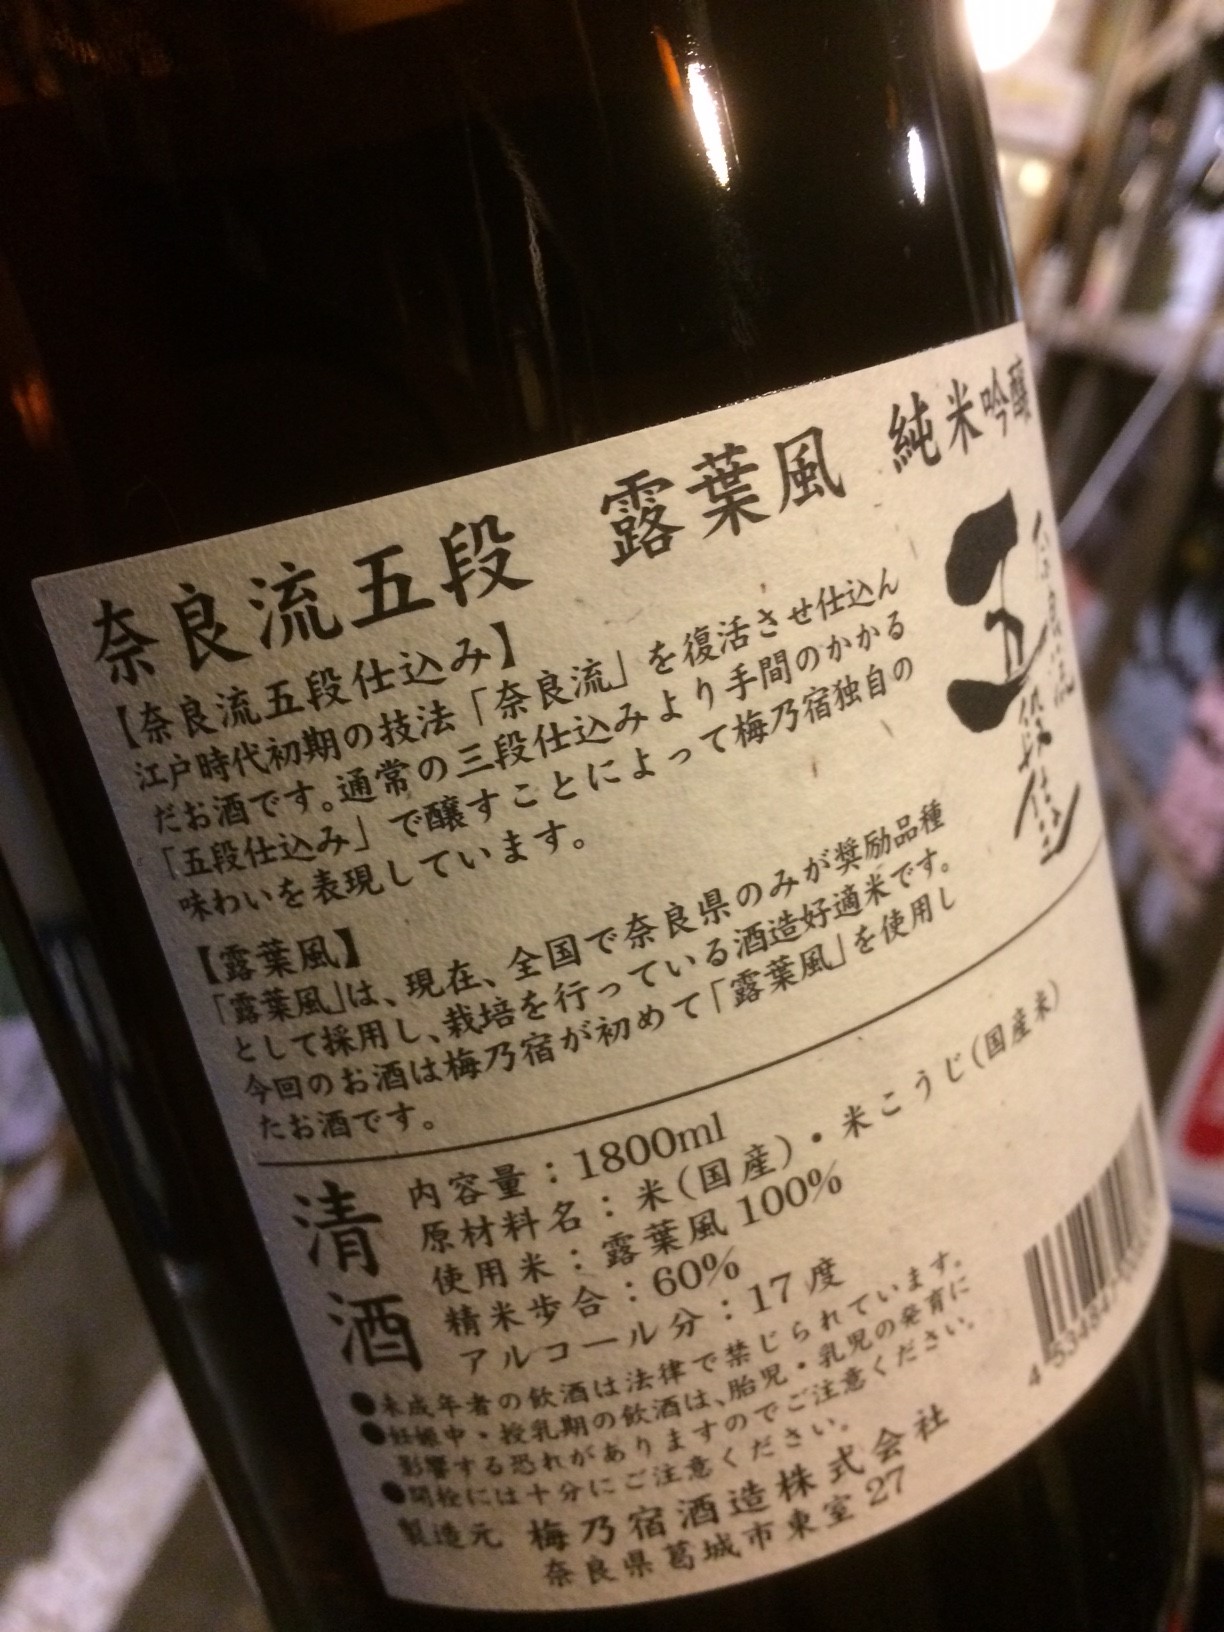 奈良流五段 露葉風 純米吟醸
【奈良流五段仕込み】
江戸時代初期の技法「奈良流」を復活させ仕込ん
だお酒です。通常の三段仕込みより手間のかかる
「五段仕込み」で醸すことによって梅乃宿独自の
味わいを表現しています。
【露葉風】
「露葉風」は、現在、全国で奈良県のみが奨励品種
として採用し、栽培を行っている酒造好適米です。
今回のお酒は梅乃宿が初めて「露葉風」を使用し
たお酒です。
清酒
内容量：1800ml
原材料名：米(国産)・米こうじ(国産米)
使用米：露葉風100%
精米歩合：60%
アルコール分：17度
●未成年者の飲酒は法律で禁じられています。
●妊娠中・授乳期の飲酒は、胎児・乳児の発育に
影響する恐れがありますのでご注意ください。
●開栓には十分にご注意ください。
製造元 梅乃宿酒造株式会社
奈良県葛城市東室27